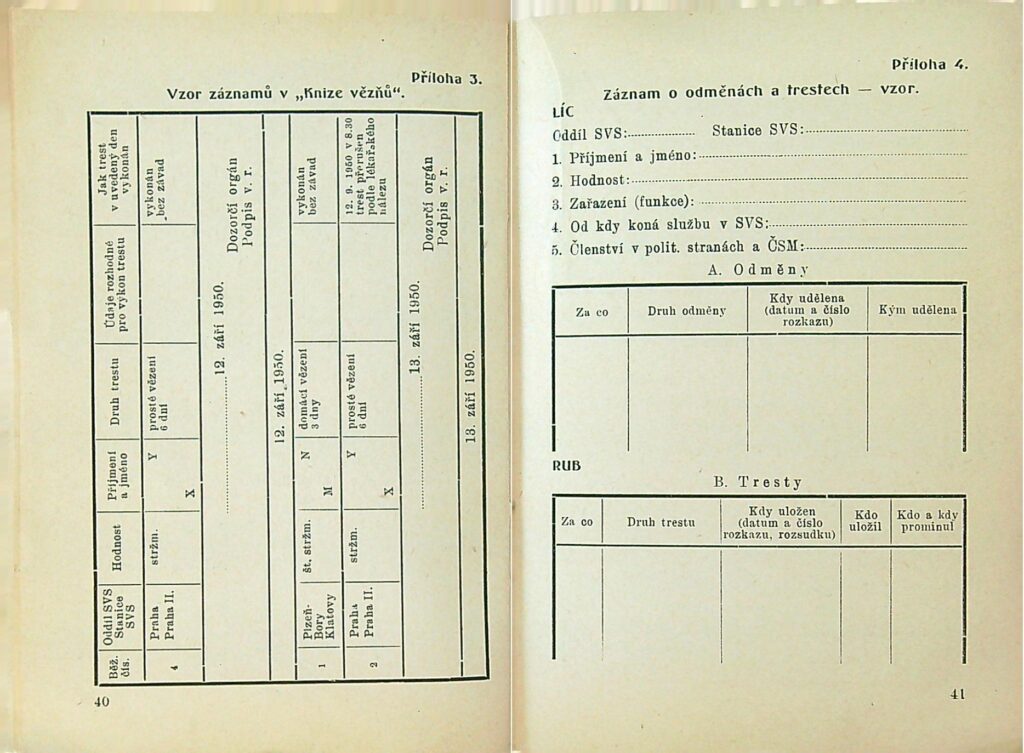 Příloha 3.
Vzor záznamů v „Knize vězňů“.
Běž. čís.
Oddíl SVS Stanice SVS
Hodnost
Příjmení a jméno
Druh trestu
Údaje rozhodné pro výkon trestu
Jak trest v uvedený den vykonán
4
Praha Praha II.
stržm.
X Y
prosté vězení 6 dní
vykonán bez závad
12. září 1950.
Dozorčí orgán
Podpis v. r.
12. září 1950.
1
Plzeň-Bory Klatovy
št. stržm.
M N
domácí vězení 3 dny
vykonán bez závad
2
Praha Praha II.
stržm.
X Y
prosté vězení 6 dní
12. 9. 1950 v 8.30 trest přerušen podle lékařského nálezu
13. září 1950.
Dozorčí orgán
Podpis v. r.
13. září 1950.
40
Příloha 4.
Záznam o odměnách a trestech — vzor.
LÍC
Oddíl SVS: Stanice SVS:
1. Příjmení a jméno:
2. Hodnost:
3. Zařazení (funkce):
4. Od kdy koná službu v SVS:
5. Členství v polit. stranách a ČSM:
A. Odměny
Za co
Druh odměny
Kdy udělena
(datum a číslo
rozkazu)
Kým udělena
RUB
B. Tresty
Za co
Druh trestu
Kdy uložen
(datum a číslo
rozkazu, rozsudku)
Kdo
uložil
Kdo a kdy
prominul
41